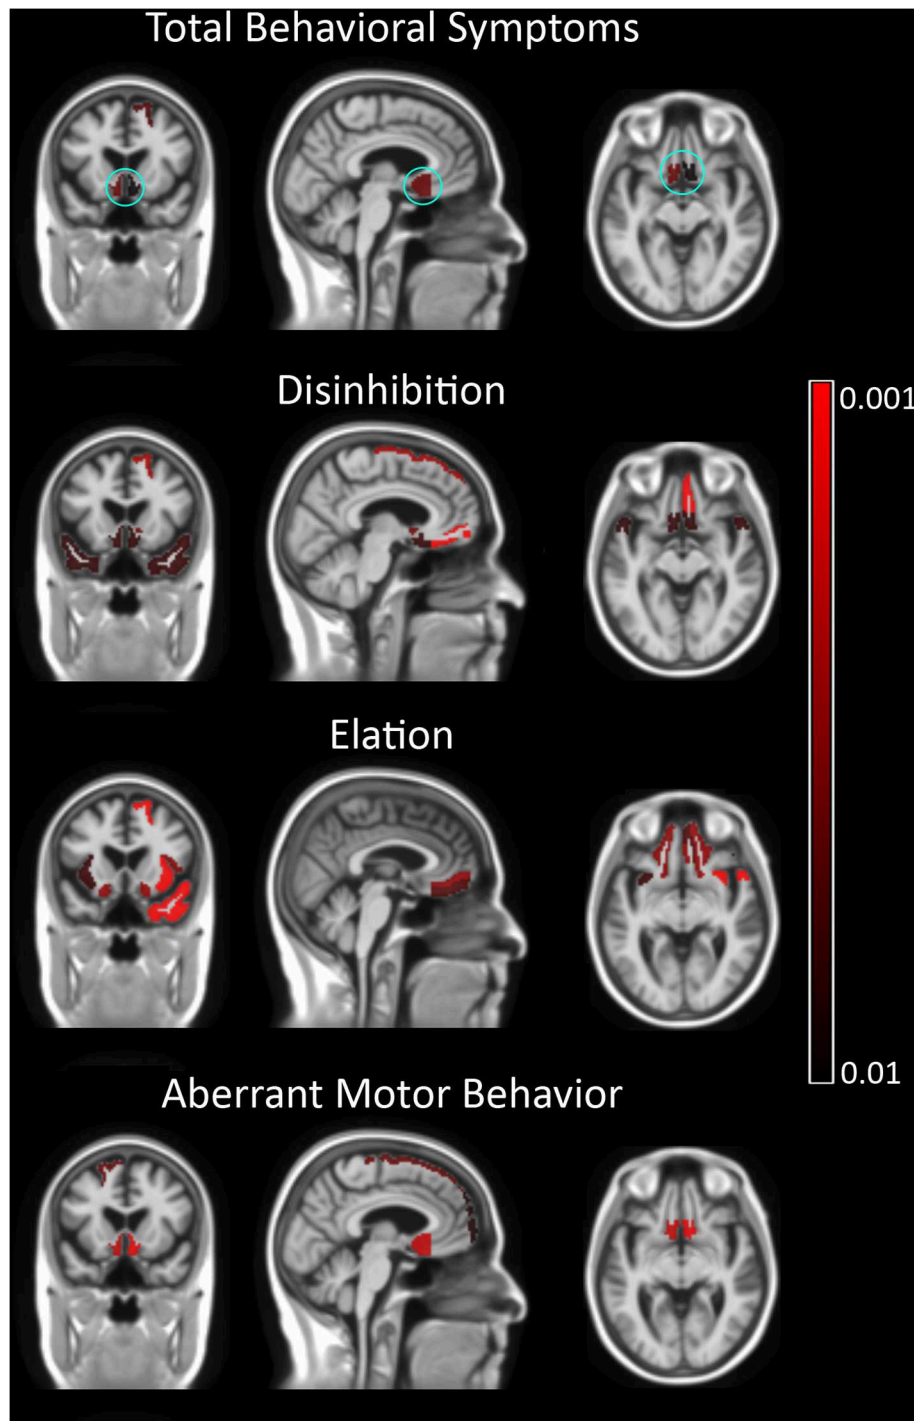 Total Behavioral Symptoms
Disinhibition
0.001
Elation
0.01
Aberrant Motor Behavior